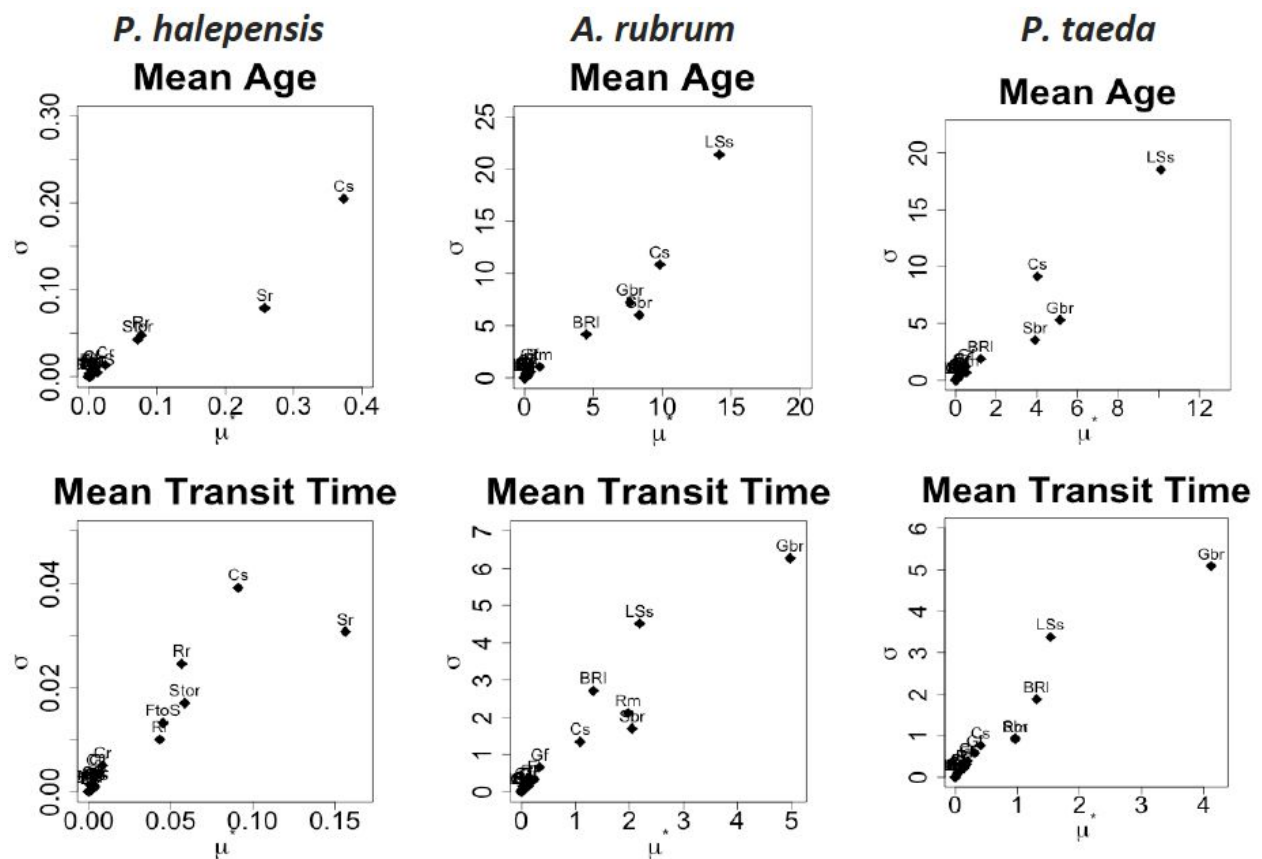 P. halepensis
Mean Age
σ
0.30
0.20
0.10
0.00
Cs
Sr
Rr
Stor
Cr
0.0 0.1 0.2 0.3 0.4
μ*
A. rubrum
Mean Age
σ
25
20
15
10
5
0
LSs
Cs
Gbr
Sbr
BRl
0 5 10 15 20
μ*
P. taeda
Mean Age
σ
20
15
10
5
0
LSs
Cs
Gbr
Sbr
BRl
0 2 4 6 8 12
μ*
Mean Transit Time
σ
0.04
0.02
0.00
Cs
Sr
Rr
Stor
FtoS
Cr
0.00 0.05 0.10 0.15
μ*
Mean Transit Time
σ
7
6
5
4
3
2
1
0
Gbr
LSs
BRl
Rm
Sbr
Cs
Gf
0 1 2 3 4 5
μ*
Mean Transit Time
σ
6
5
4
3
2
1
0
Gbr
LSs
BRl
Cs
0 1 2 3 4
μ*